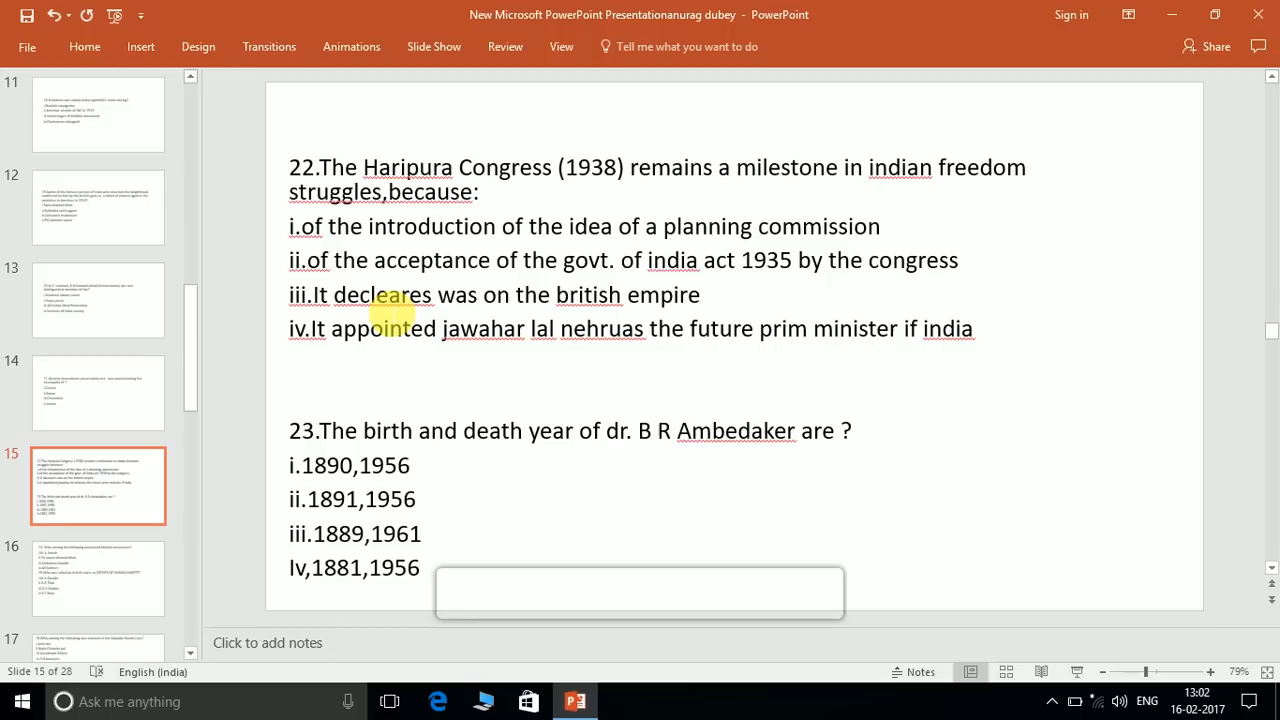 New Microsoft PowerPoint Presentationanurag dubey - PowerPoint
Sign in
File Home Insert Design Transitions Animations Slide Show Review View Tell me what you want to do Share
11
12
13
14
15
16
17
22.The Haripura Congress (1938) remains a milestone in indian freedom
struggles,because:
i.of the introduction of the idea of a planning commission
ii.of the acceptance of the govt. of india act 1935 by the congress
iii.It decleares was on the british empire
iv.It appointed jawahar lal nehruas the future prim minister if india
23.The birth and death year of dr. B R Ambedaker are ?
i.1890,1956
ii.1891,1956
iii.1889,1961
Iv,1881,1956
Click to add notes
Slide 15 of 28 English (India) Notes 79%
Ask me anything
ENG
13:02
16-02-2017